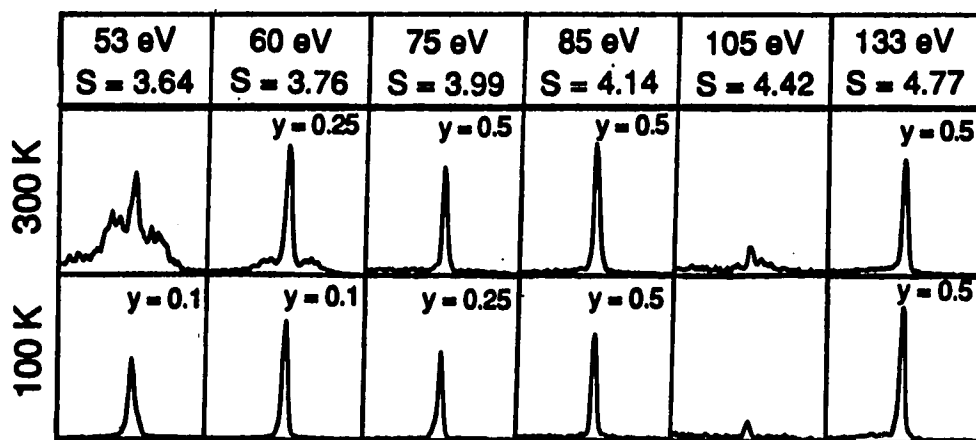 53 eV
S = 3.64
60 eV
S = 3.76
75 eV
S = 3.99
85 eV
S = 4.14
105 eV
S = 4.42
133 eV
S = 4.77
300 K
y = 0.25
y = 0.5
y = 0.5
y = 0.5
100 K
y = 0.1
y = 0.1
y = 0.25
y = 0.5
y = 0.5